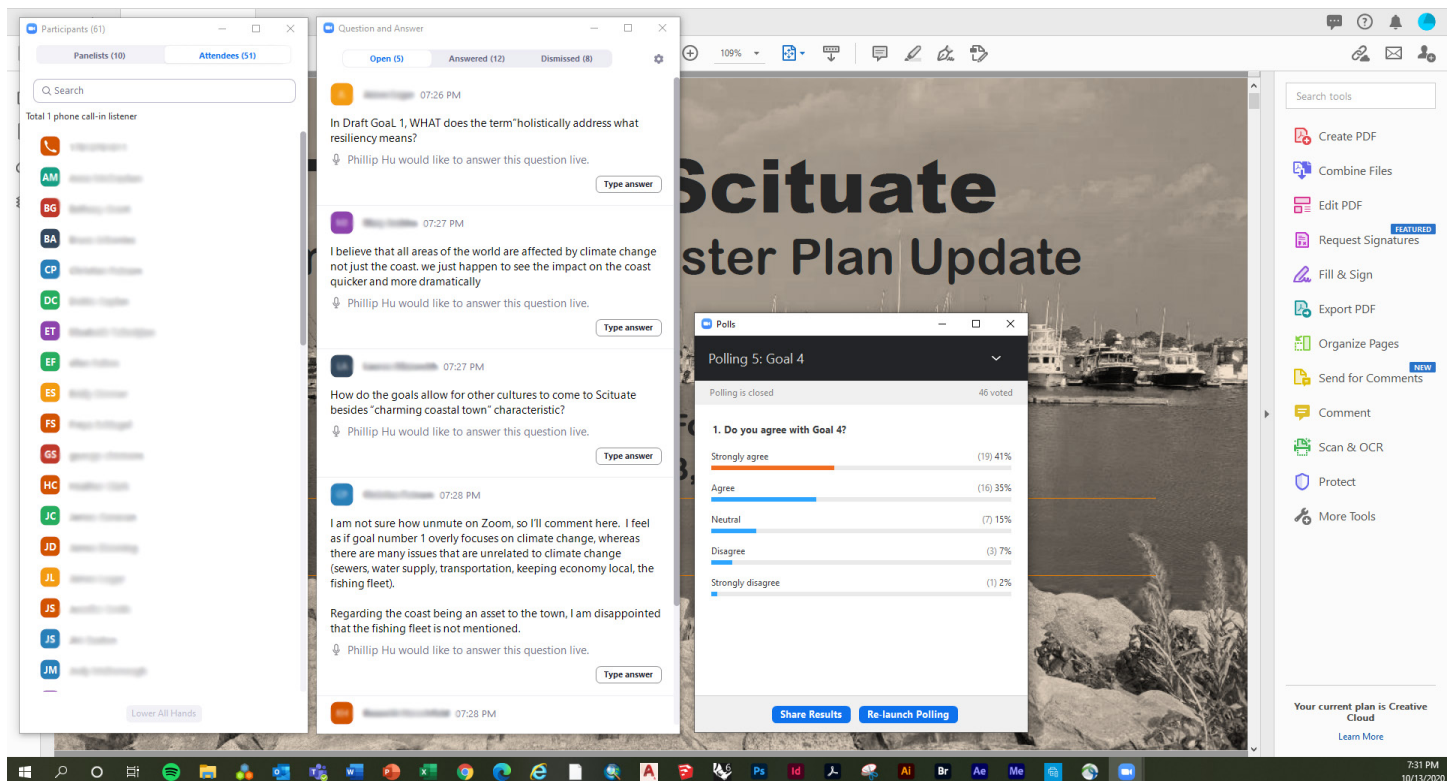 Participants (61)
Panelists (10)
Attendees (51)
Search
Total 1 phone call-in listener
AM
BG
BA
CP
DC
ET
EF
ES
FS
GS
HC
JC
JD
JL
JS
JS
JM
Lower All Hands
Question and Answer
Open (5)
Answered (12)
Dismissed (8)
07:26 PM
In Draft GoaL 1, WHAT does the term"holistically address what
resiliency means?
Phillip Hu would like to answer this question live.
Type answer
07:27 PM
I believe that all areas of the world are affected by climate change
not just the coast. we just happen to see the impact on the coast
quicker and more dramatically
Phillip Hu would like to answer this question live.
Type answer
07:27 PM
How do the goals allow for other cultures to come to Scituate
besides “charming coastal town” characteristic?
Phillip Hu would like to answer this question live.
Type answer
07:28 PM
I am not sure how unmute on Zoom, so I’ll comment here. I feel
as if goal number 1 overly focuses on climate change, whereas
there are many issues that are unrelated to climate change
(sewers, water supply, transportation, keeping economy local, the
fishing fleet).
Regarding the coast being an asset to the town, I am disappointed
that the fishing fleet is not mentioned.
Phillip Hu would like to answer this question live.
Type answer
07:28 PM
109%
Scituate
ster Plan Update
Polls
Polling 5: Goal 4
Polling is closed
46 voted
1. Do you agree with Goal 4?
Strongly agree (19) 41%
Agree (16) 35%
Neutral (7) 15%
Disagree (3) 7%
Strongly disagree (1) 2%
Share Results
Re-launch Polling
Search tools
Create PDF
Combine Files
Edit PDF
FEATURED
Request Signatures
Fill & Sign
Export PDF
Organize Pages
NEW
Send for Comments
Comment
Scan & OCR
Protect
More Tools
Your current plan is Creative
Cloud
Learn More
Ps
Id
Ai
Br
Ae
Me
7:31 PM